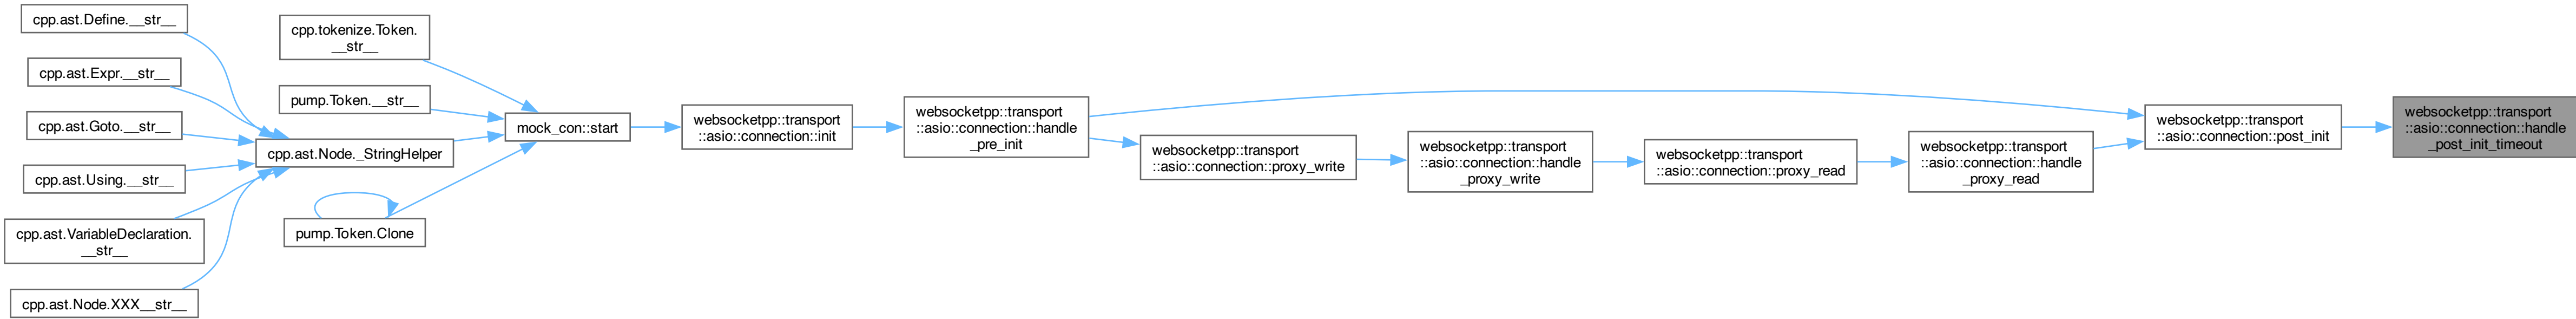 cpp.ast.Define.__str__
cpp.ast.Expr.__str__
cpp.ast.Goto.__str__
cpp.ast.Using.__str__
cpp.ast.VariableDeclaration.
__str__
cpp.ast.Node.XXX__str__
cpp.tokenize.Token.
__str__
pump.Token.__str__
cpp.ast.Node._StringHelper
pump.Token.Clone
mock_con::start
websocketpp::transport
::asio::connection::init
websocketpp::transport
::asio::connection::handle
_pre_init
websocketpp::transport
::asio::connection::proxy_write
websocketpp::transport
::asio::connection::handle
_proxy_write
websocketpp::transport
::asio::connection::proxy_read
websocketpp::transport
::asio::connection::handle
_proxy_read
websocketpp::transport
::asio::connection::post_init
websocketpp::transport
::asio::connection::handle
_post_init_timeout